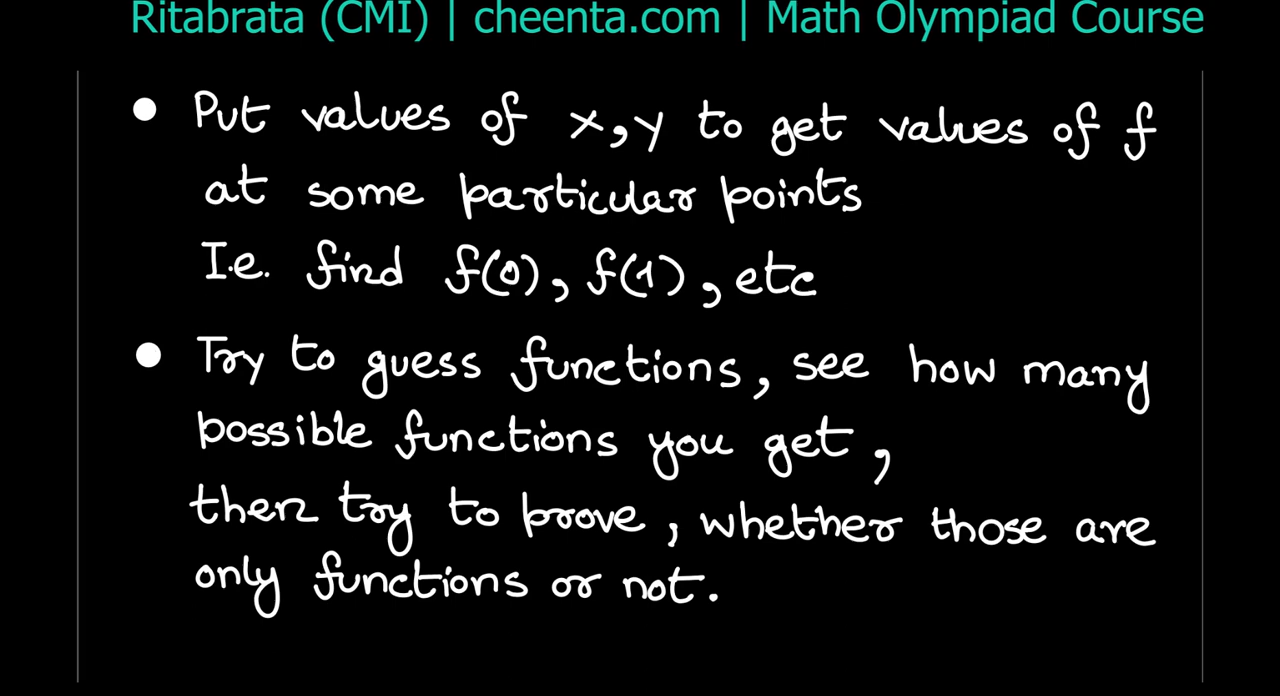 Ritabrata (CMI) | cheenta.com | Math Olympiad Course
• Put values of x, y to get values of f
at some particular points
I.e. find f(0), f(1), etc
• Try to guess functions, see how many
possible functions you get,
then try to prove, whether those are
only functions or not.